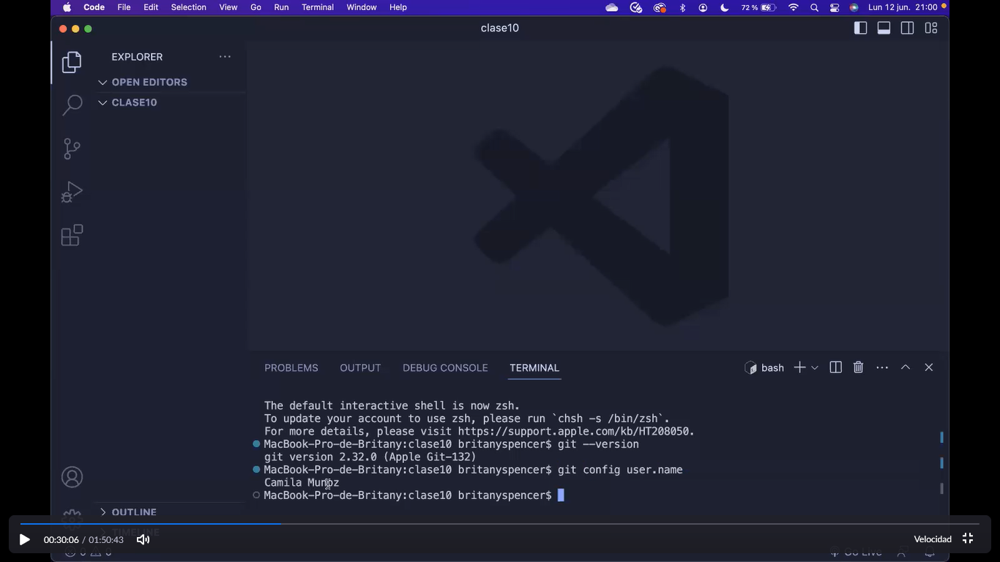 Code File Edit Selection View Go Run Terminal Window Help 72 % Lun 12 jun. 21:00
clase10
EXPLORER
OPEN EDITORS
CLASE10
PROBLEMS OUTPUT DEBUG CONSOLE TERMINAL bash
The default interactive shell is now zsh.
To update your account to use zsh, please run `chsh -s /bin/zsh`.
For more details, please visit https://support.apple.com/kb/HT208050.
MacBook-Pro-de-Britany:clase10 britanyspencer$ git --version
git version 2.32.0 (Apple Git-132)
MacBook-Pro-de-Britany:clase10 britanyspencer$ git config user.name
Camila Munoz
MacBook-Pro-de-Britany:clase10 britanyspencer$
OUTLINE
TIMELINE
00:30:06 / 01:50:43 Velocidad
0 0 Go Live